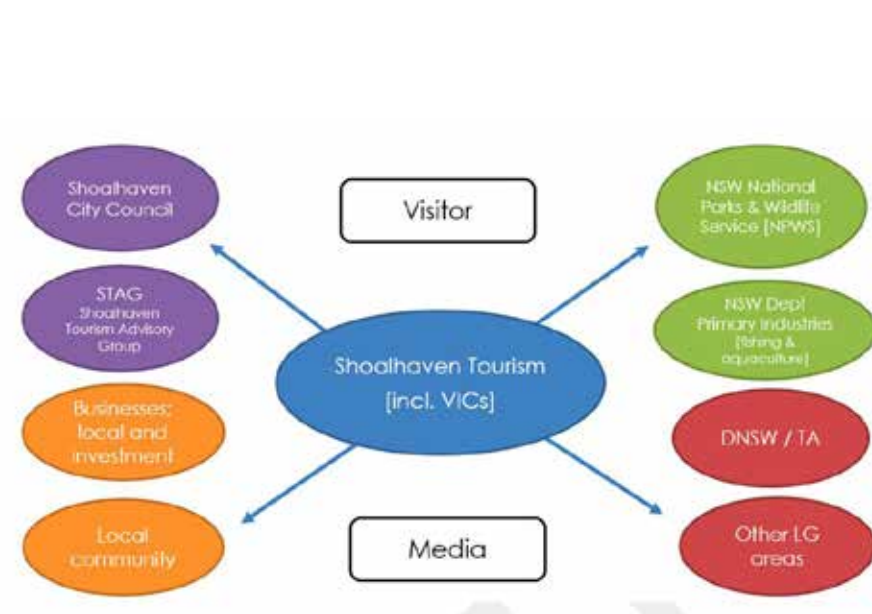 Shoalhaven
City Council
STAG
Shoalhaven
Tourism Advisory
Group
Businesses:
local and
investment
Local
community
Visitor
Shoalhaven Tourism
[incl. VICs]
Media
NSW National
Parks & Wildlife
Service [NPWS]
NSW Dept
Primary Industries
[fishing &
aquaculture]
DNSW / TA
Other LG
areas